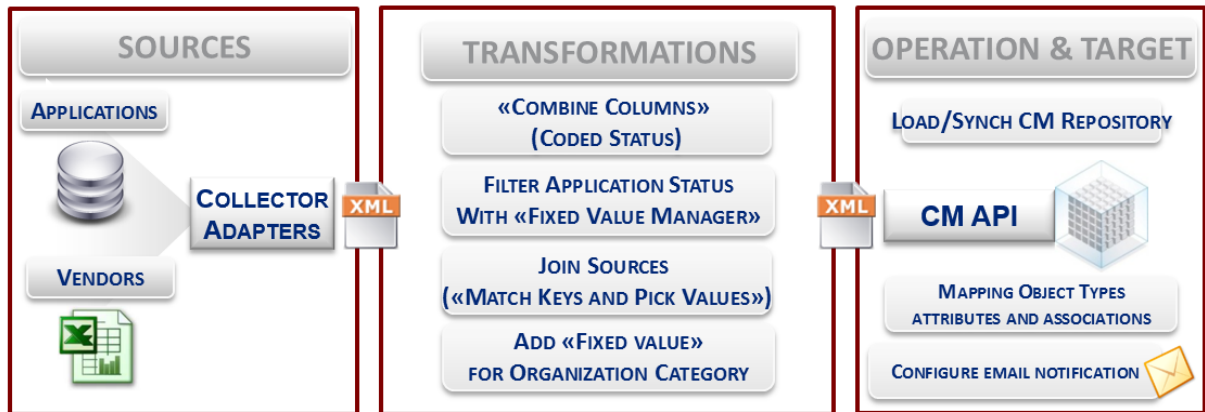 SOURCES
APPLICATIONS
COLLECTOR
ADAPTERS
VENDORS
XML
TRANSFORMATIONS
«COMBINE COLUMNS»
(CODED STATUS)
FILTER APPLICATION STATUS
WITH «FIXED VALUE MANAGER»
JOIN SOURCES
(«MATCH KEYS AND PICK VALUES»)
ADD «FIXED VALUE»
FOR ORGANIZATION CATEGORY
XML
OPERATION & TARGET
LOAD/SYNCH CM REPOSITORY
CM API
MAPPING OBJECT TYPES
ATTRIBUTES AND ASSOCIATIONS
CONFIGURE EMAIL NOTIFICATION